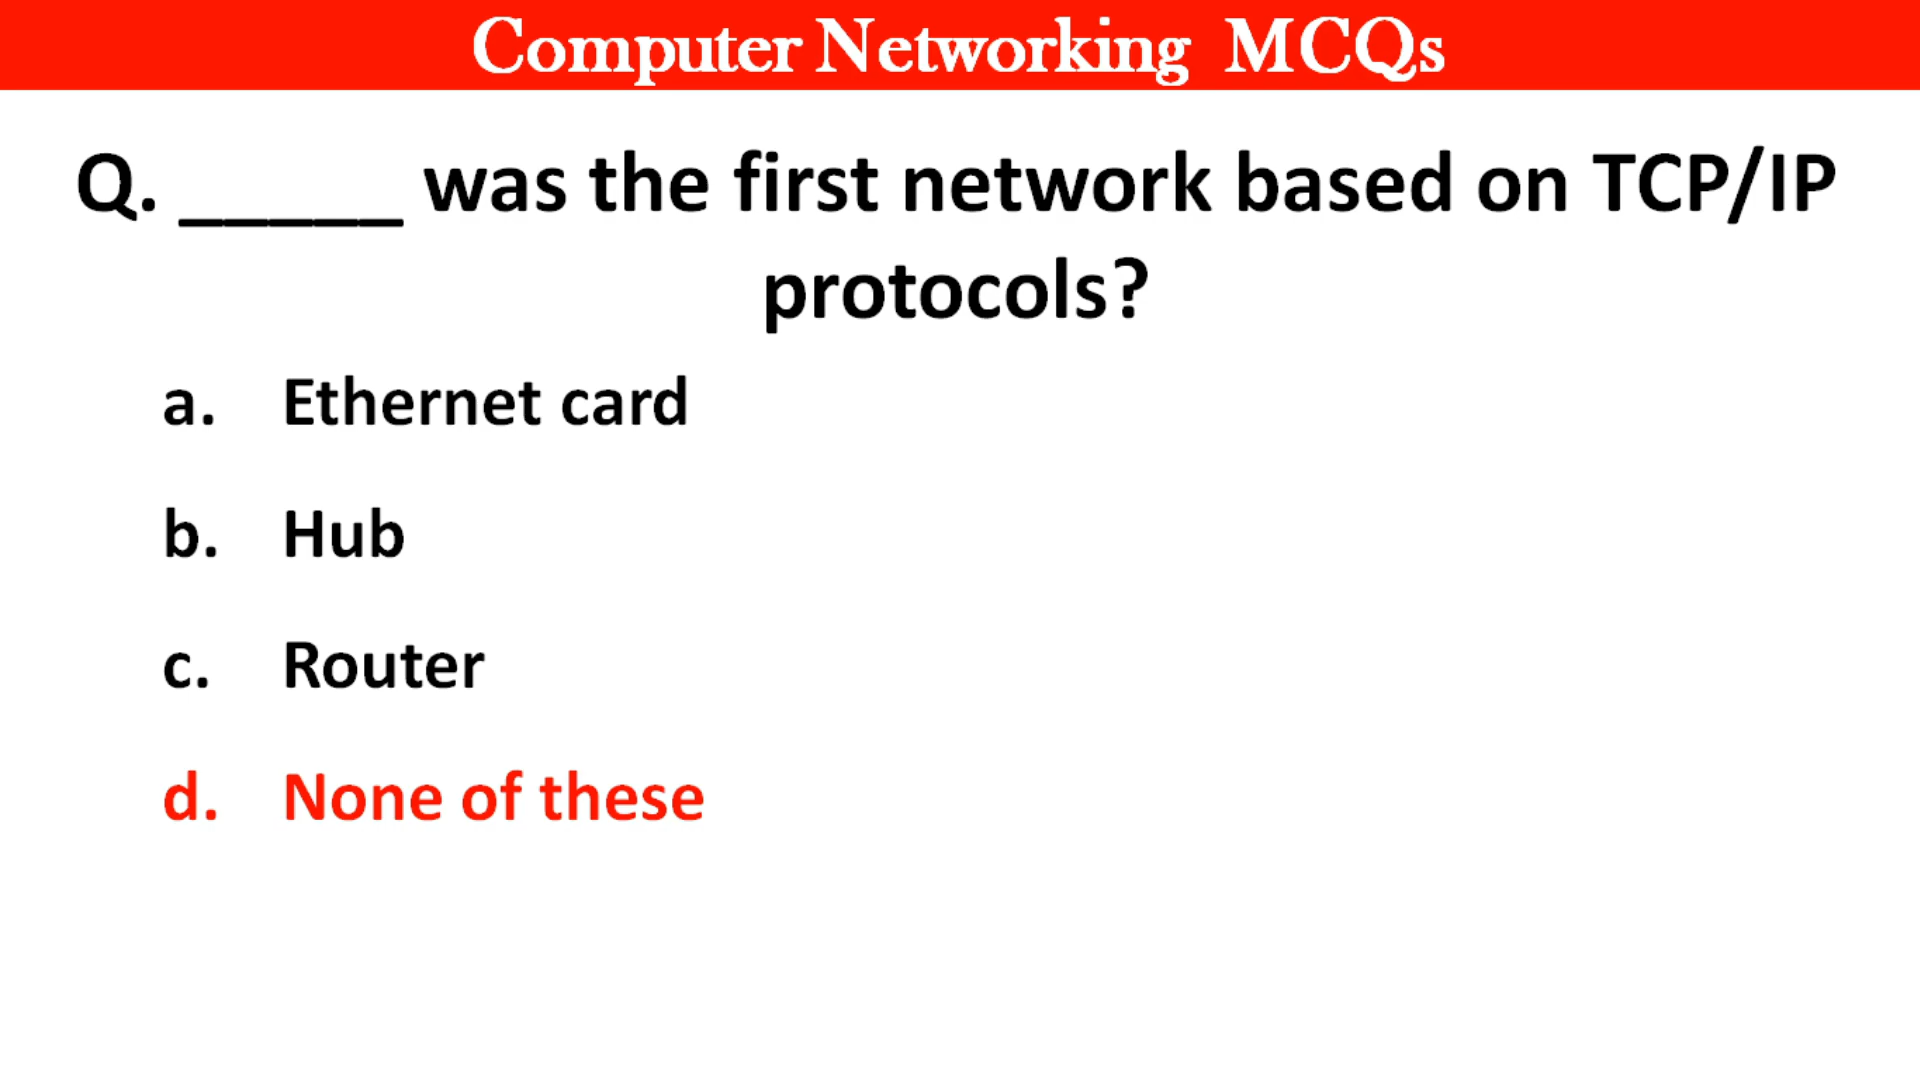 Computer Networking MCQs
Q. _____ was the first network based on TCP/IP
protocols?
a. Ethernet card
b. Hub
c. Router
d. None of these